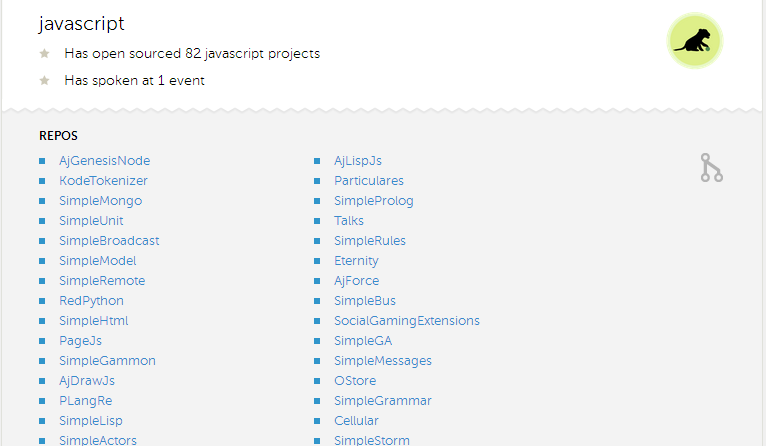 javascript
Has open sourced 82 javascript projects
Has spoken at 1 event
REPOS
AjGenesisNode
KodeTokenizer
SimpleMongo
SimpleUnit
SimpleBroadcast
SimpleModel
SimpleRemote
RedPython
SimpleHtml
PageJs
SimpleGammon
AjDrawJs
PLangRe
SimpleLisp
SimpleActors
AjLispJs
Particulares
SimpleProlog
Talks
SimpleRules
Eternity
AjForce
SimpleBus
SocialGamingExtensions
SimpleGA
SimpleMessages
OStore
SimpleGrammar
Cellular
SimpleStorm